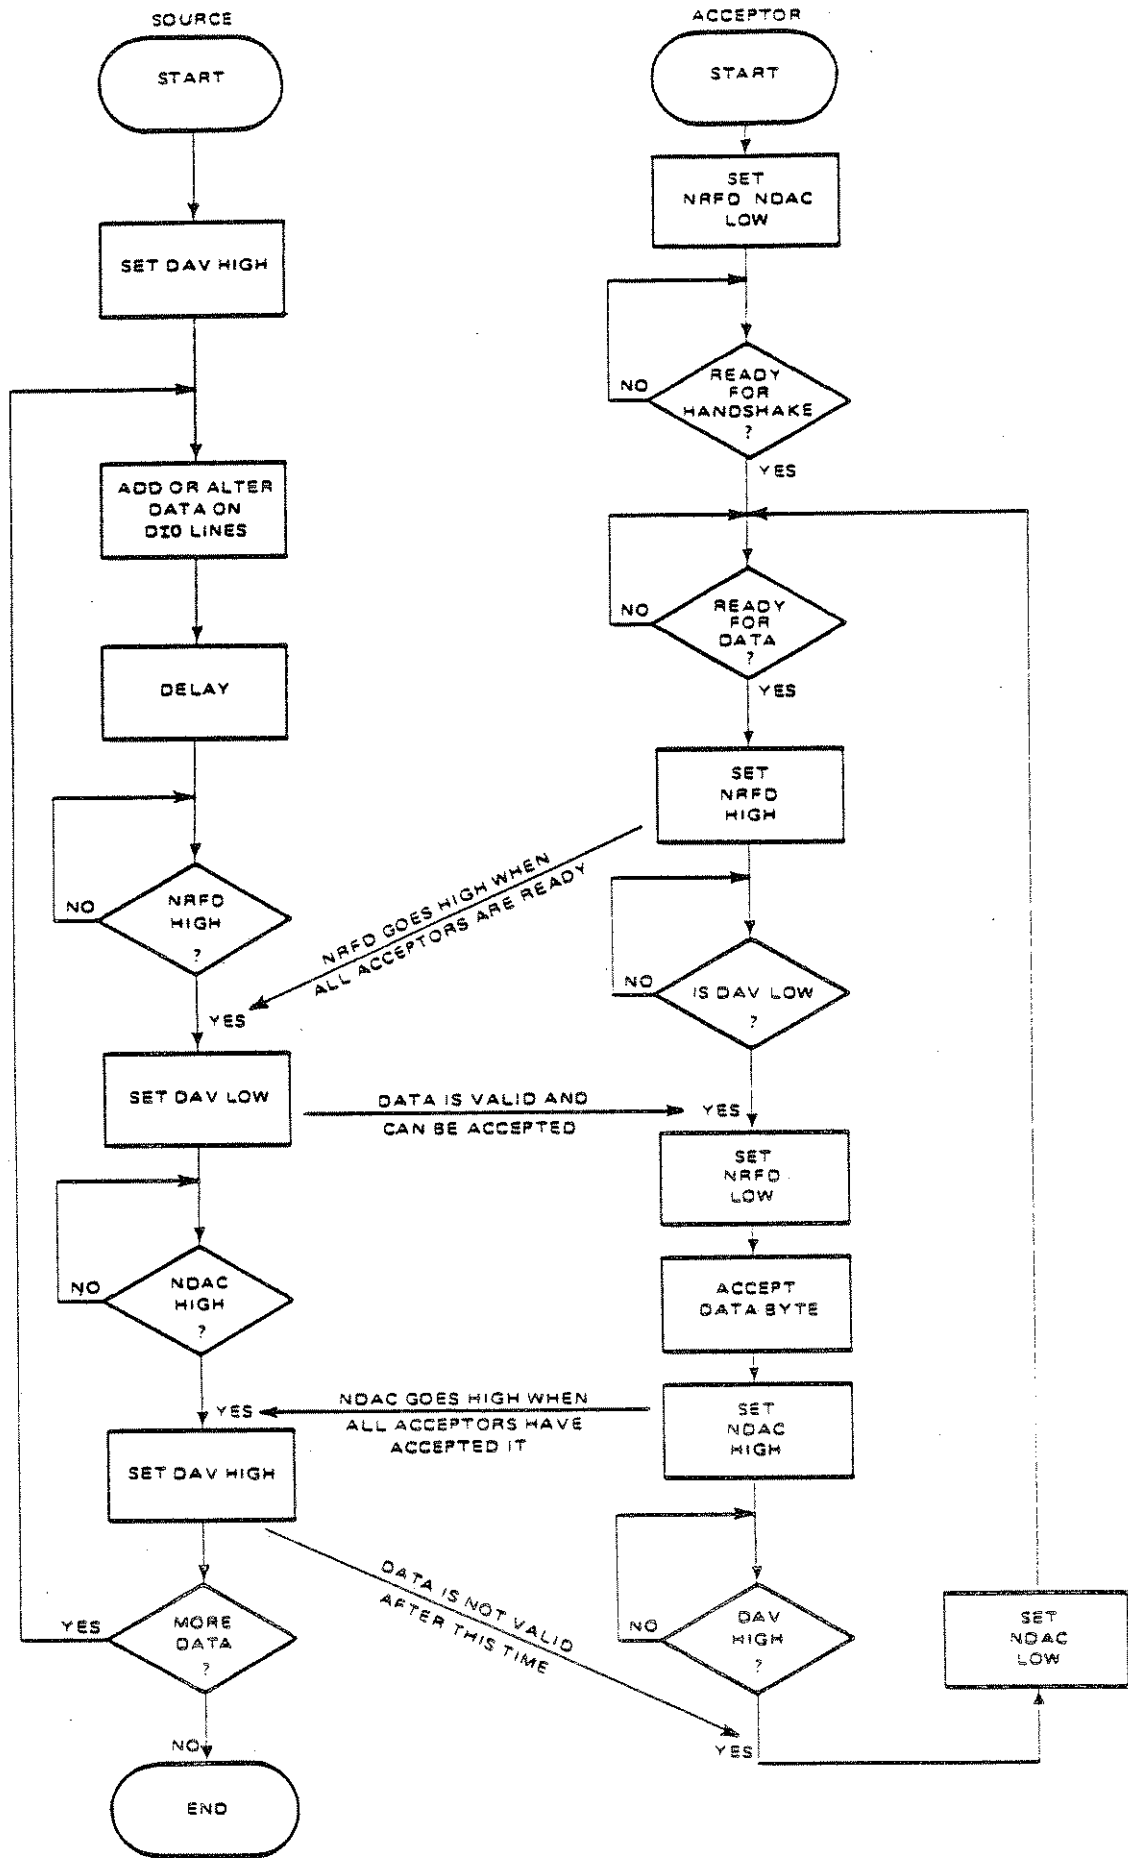 SOURCE
START
SET DAV HIGH
ADD OR ALTER
DATA ON
DIO LINES
DELAY
NO
NRFD
HIGH
?
YES
SET DAV LOW
NO
NDAC
HIGH
?
YES
SET DAV HIGH
YES
MORE
DATA
?
NO
END
NRFD GOES HIGH WHEN
ALL ACCEPTORS ARE READY
DATA IS VALID AND
CAN BE ACCEPTED
NDAC GOES HIGH WHEN
ALL ACCEPTORS HAVE
ACCEPTED IT
DATA IS NOT VALID
AFTER THIS TIME
ACCEPTOR
START
SET
NRFD NDAC
LOW
NO
READY
FOR
HANDSHAKE
?
YES
NO
READY
FOR
DATA
?
YES
SET
NRFD
HIGH
NO
IS DAV LOW
?
YES
SET
NRFD
LOW
ACCEPT
DATA BYTE
SET
NDAC
HIGH
NO
DAV
HIGH
?
YES
SET
NDAC
LOW